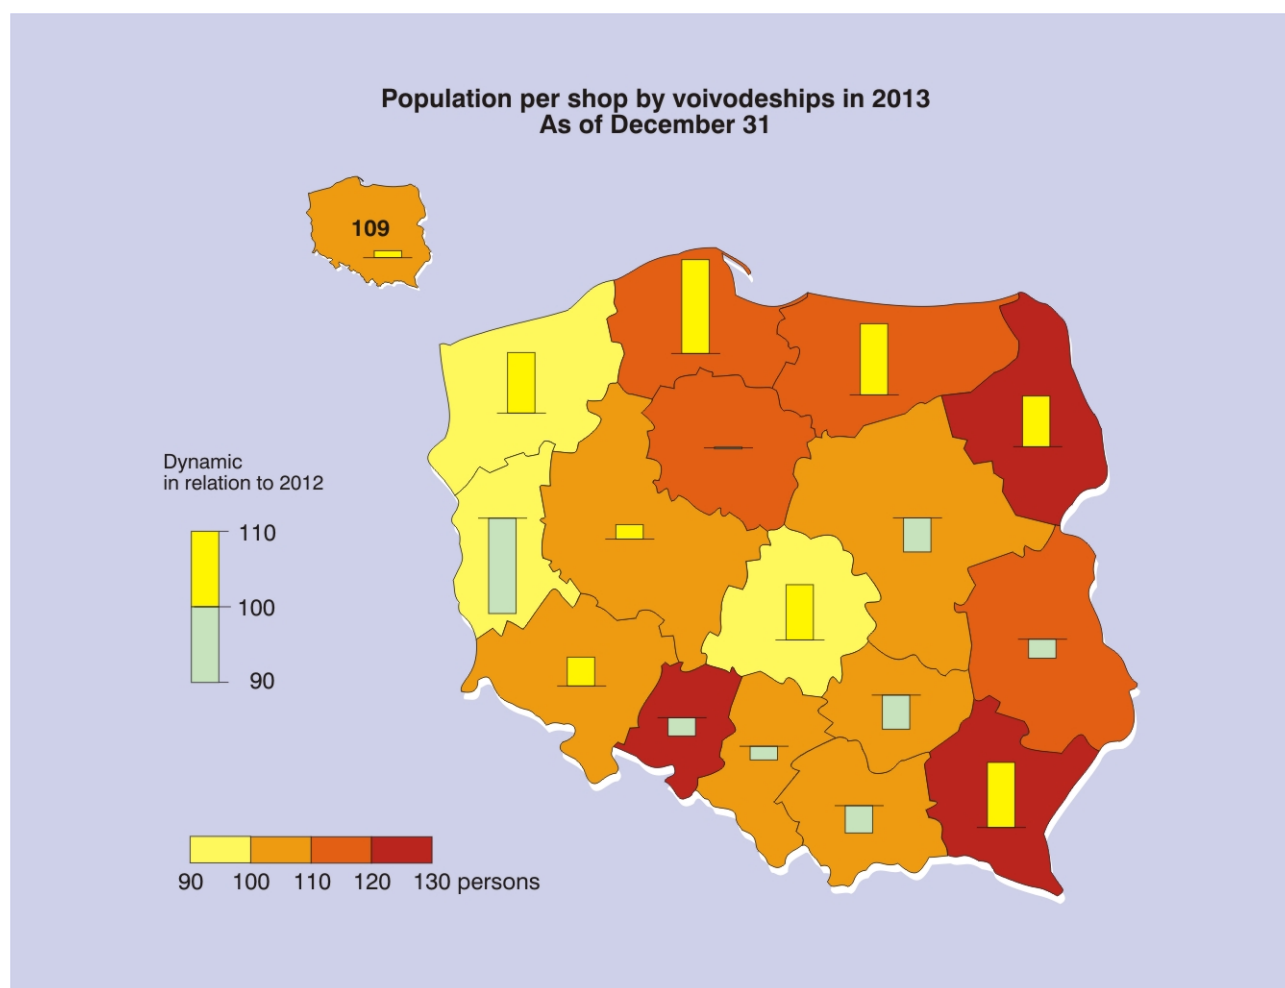 Population per shop by voivodeships in 2013
As of December 31
109
Dynamic
in relation to 2012
110
100
90
90 100 110 120 130 persons